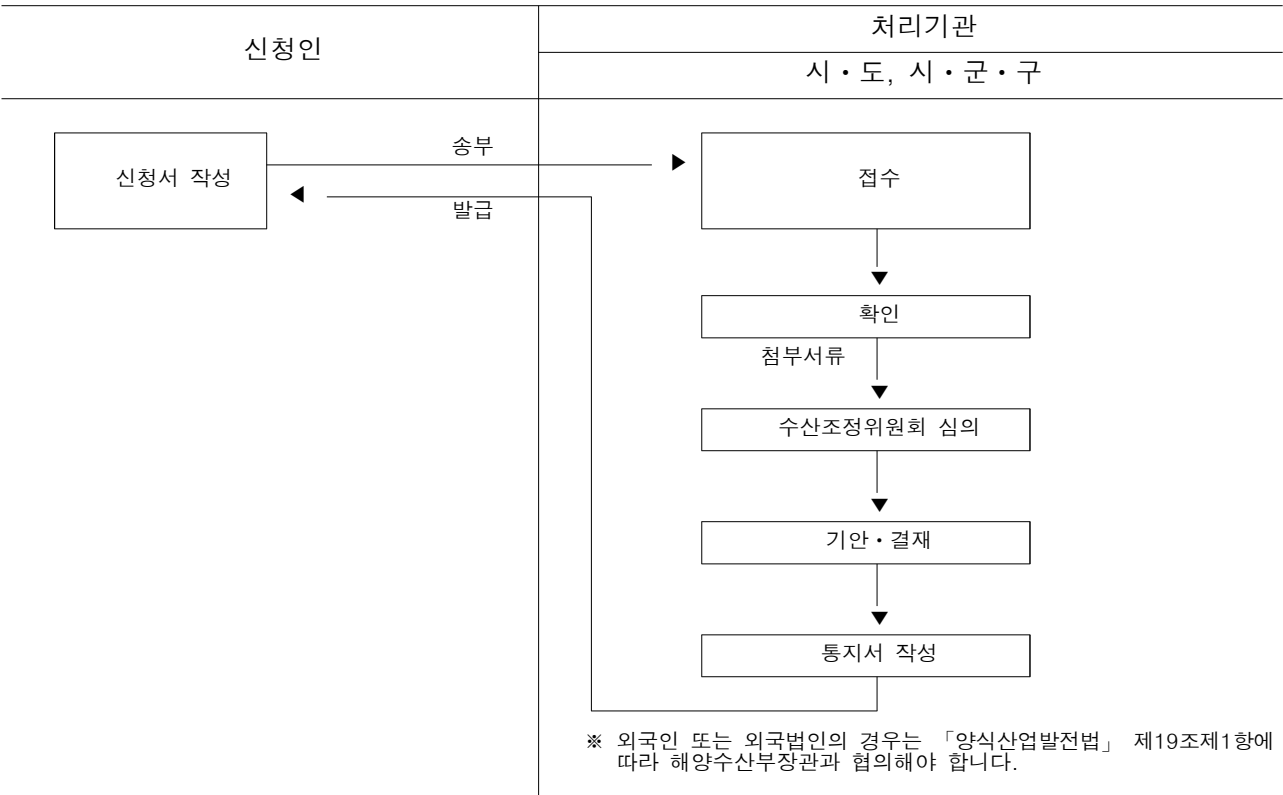 신청인
처리기관
시·도, 시·군·구
신청서 작성
송부
발급
접수
확인
첨부서류
수산조정위원회 심의
기안·결재
통지서 작성
※ 외국인 또는 외국법인의 경우는 「양식산업발전법」 제19조제1항에
따라 해양수산부장관과 협의해야 합니다.